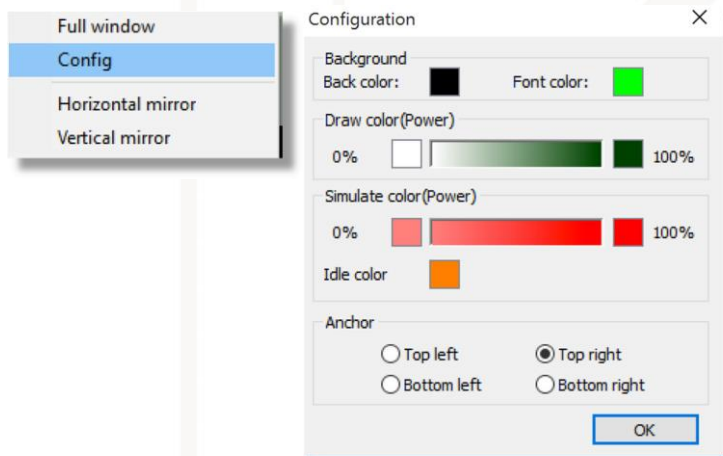 Full window
Config
Horizontal mirror
Vertical mirror
Configuration
Background
Back color:
Font color:
Draw color(Power)
0%
100%
Simulate color(Power)
0%
100%
Idle color
Anchor
Top left
Top right
Bottom left
Bottom right
OK